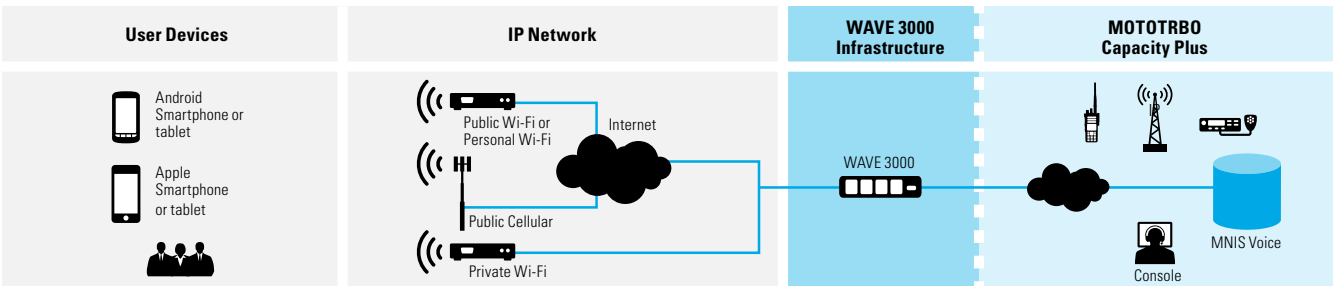 User Devices
IP Network
WAVE 3000
Infrastructure
MOTOTRBO
Capacity Plus
Android
Smartphone or
tablet
Apple
Smartphone
or tablet
Public Wi-Fi or
Personal Wi-Fi
Internet
Public Cellular
Private Wi-Fi
WAVE 3000
MNIS Voice
Console